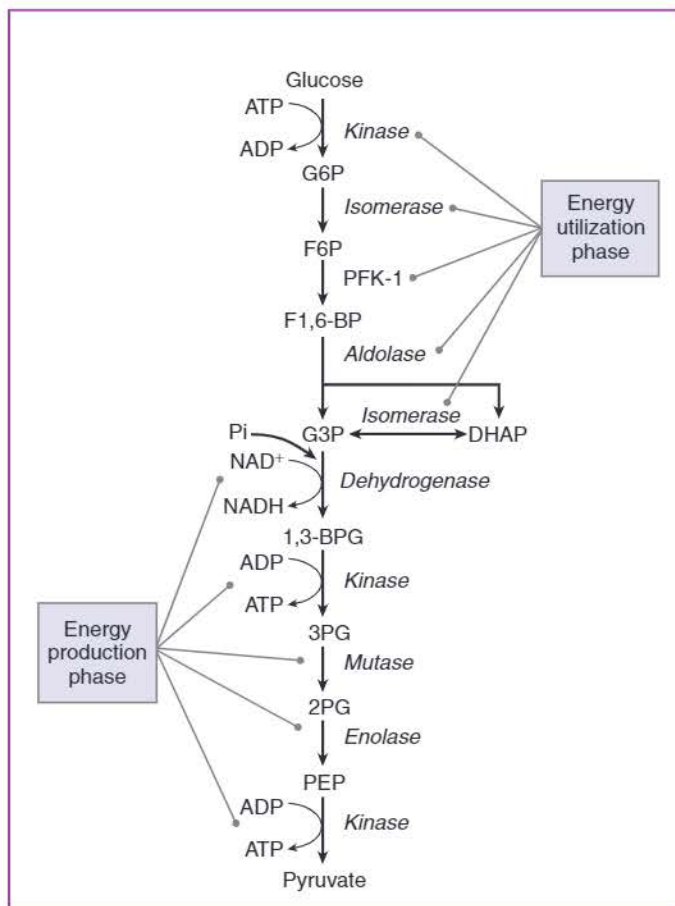 Glucose
ATP
Kinase
ADP
G6P
Energy
utilization
phase
Isomerase
F6P
PFK-1
F1,6-BP
Aldolase
Isomerase
Pi
G3P
DHAP
NAD+
Dehydrogenase
NADH
1,3-BPG
ADP
Kinase
ATP
Energy
production
phase
3PG
Mutase
2PG
Enolase
PEP
ADP
Kinase
ATP
Pyruvate